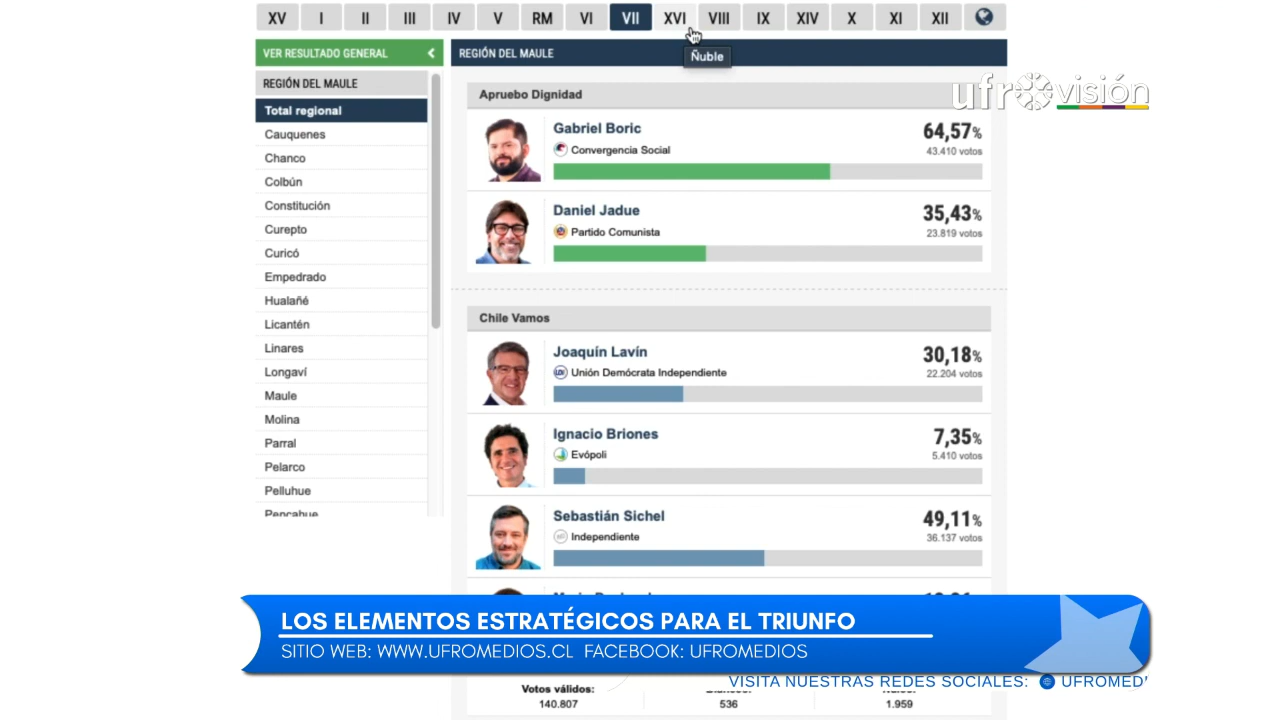 XV I II III IV V RM VI VII XVI VIII IX XIV X XI XII
VER RESULTADO GENERAL
REGIÓN DEL MAULE
Ñuble
REGIÓN DEL MAULE
Total regional
Cauquenes
Chanco
Colbún
Constitución
Curepto
Curicó
Empedrado
Hualañé
Licantén
Linares
Longaví
Maule
Molina
Parral
Pelarco
Pelluhue
Pencahue
ufrovisión
Apruebo Dignidad
Gabriel Boric
64,57%
Convergencia Social
43.410 votos
Daniel Jadue
35,43%
Partido Comunista
23.819 votos
Chile Vamos
Joaquín Lavín
30,18%
UDI Unión Demócrata Independiente
22.204 votos
Ignacio Briones
7,35%
Evópoli
5.410 votos
Sebastián Sichel
49,11%
Independiente
36.137 votos
LOS ELEMENTOS ESTRATÉGICOS PARA EL TRIUNFO
SITIO WEB: WWW.UFROMEDIOS.CL FACEBOOK: UFROMEDIOS
VISITA NUESTRAS REDES SOCIALES: UFROMED
Votos válidos:
140.807 536 1.959